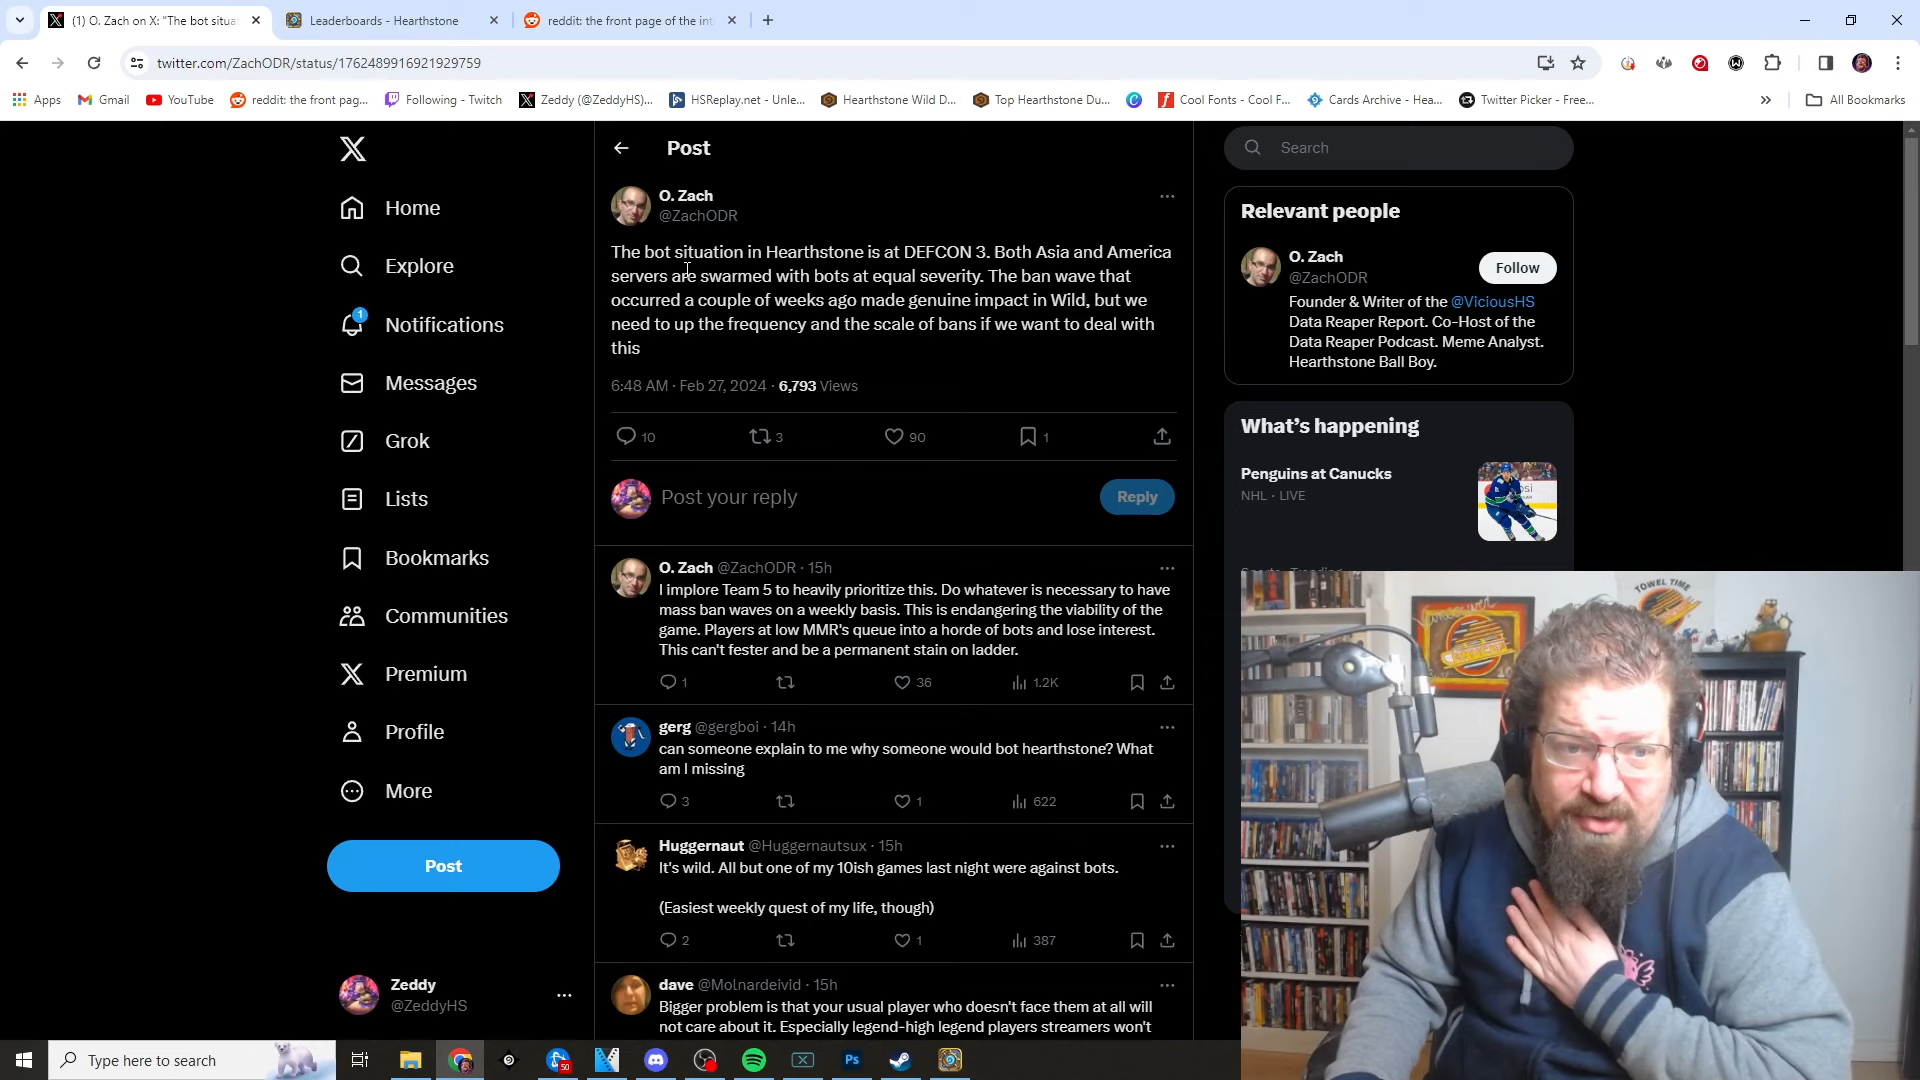 (1) O. Zach on X: "The bot situa
Leaderboards - Hearthstone
reddit: the front page of the int
twitter.com/ZachODR/status/1762489916921929759
Apps
Gmail
YouTube
reddit: the front pag...
Following - Twitch
Zeddy (@ZeddyHS)...
HSReplay.net - Unle...
Hearthstone Wild D...
Top Hearthstone Du...
Cool Fonts - Cool F...
Cards Archive - Hea...
Twitter Picker - Free...
All Bookmarks
Home
Explore
1
Notifications
Messages
Grok
Lists
Bookmarks
Communities
Premium
Profile
More
Post
Zeddy
@ZeddyHS
Post
O. Zach
@ZachODR
The bot situation in Hearthstone is at DEFCON 3. Both Asia and America
servers are swarmed with bots at equal severity. The ban wave that
occurred a couple of weeks ago made genuine impact in Wild, but we
need to up the frequency and the scale of bans if we want to deal with
this
6:48 AM · Feb 27, 2024 · 6,793 Views
10 3 90 1
Post your reply
Reply
O. Zach @ZachODR · 15h
I implore Team 5 to heavily prioritize this. Do whatever is necessary to have
mass ban waves on a weekly basis. This is endangering the viability of the
game. Players at low MMR's queue into a horde of bots and lose interest.
This can't fester and be a permanent stain on ladder.
1 36 1.2K
gerg @gergboi · 14h
can someone explain to me why someone would bot hearthstone? What
am I missing
3 1 622
Huggernaut @Huggernautsux · 15h
It's wild. All but one of my 10ish games last night were against bots.
(Easiest weekly quest of my life, though)
2 1 387
dave @Molnardeivid · 15h
Bigger problem is that your usual player who doesn't face them at all will
not care about it. Especially legend-high legend players streamers won't
Search
Relevant people
O. Zach
@ZachODR
Follow
Founder & Writer of the @ViciousHS
Data Reaper Report. Co-Host of the
Data Reaper Podcast. Meme Analyst.
Hearthstone Ball Boy.
What's happening
Penguins at Canucks
NHL · LIVE
TOWEL TIME
Type here to search
50
Ps